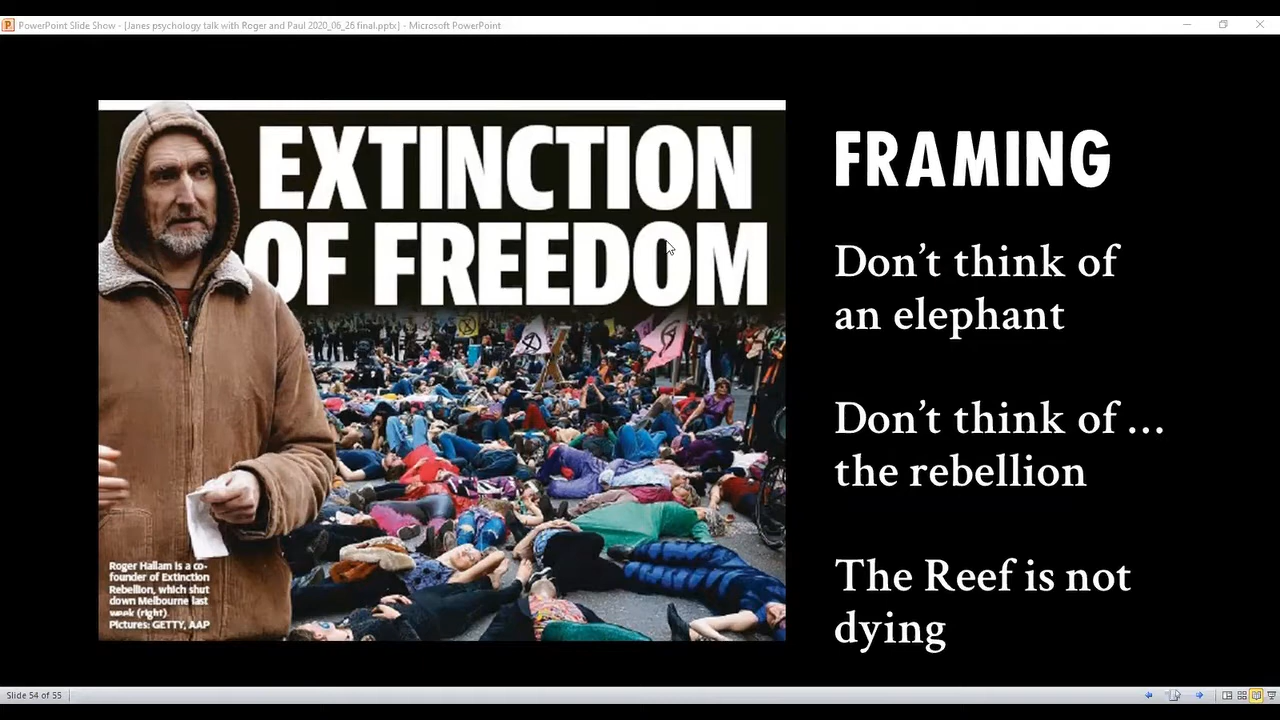 PowerPoint Slide Show - [Janes psychology talk with Roger and Paul 2020_06_26 final.pptx] - Microsoft PowerPoint
EXTINCTION
OF FREEDOM
Roger Hallam is a co-
founder of Extinction
Rebellion, which shut
down Melbourne last
week (right).
Pictures: GETTY, AAP
FRAMING
Don’t think of
an elephant
Don’t think of ...
the rebellion
The Reef is not
dying
Slide 54 of 55